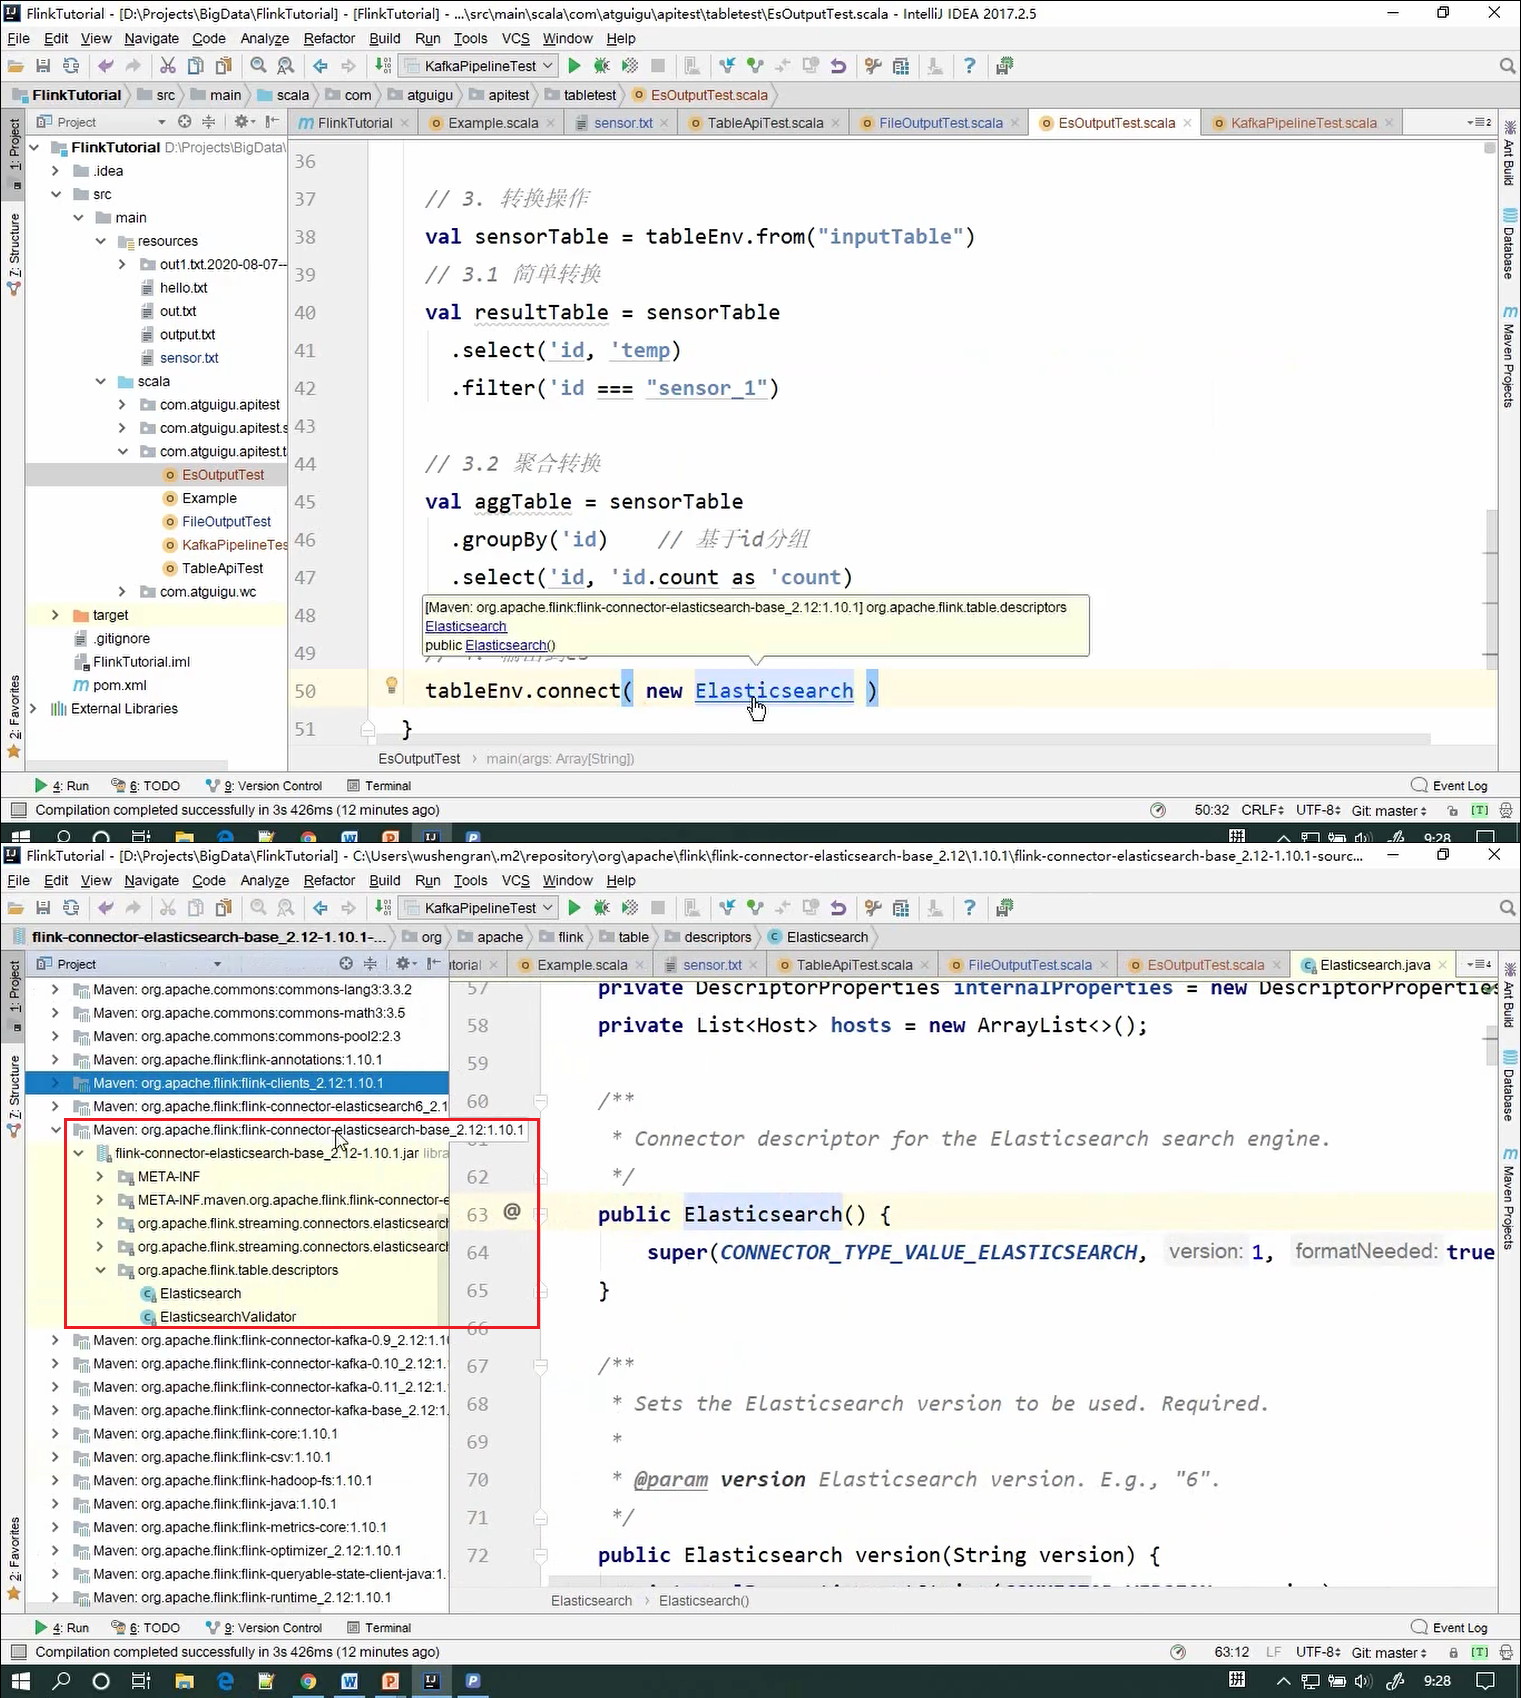 FlinkTutorial - [D:\Projects\BigData\FlinkTutorial] - [FlinkTutorial] - ...\src\main\scala\com\atguigu\apitest\tabletest\EsOutputTest.scala - IntelliJ IDEA 2017.2.5
File Edit View Navigate Code Analyze Refactor Build Run Tools VCS Window Help
KafkaPipelineTest
FlinkTutorial src main scala com atguigu apitest tabletest EsOutputTest.scala
Project
FlinkTutorial Example.scala sensor.txt TableApiTest.scala FileOutputTest.scala EsOutputTest.scala KafkaPipelineTest.scala
2
1: Project
7: Structure
2: Favorites
FlinkTutorial D:\Projects\BigData\
.idea
src
main
resources
out1.txt.2020-08-07--
hello.txt
out.txt
output.txt
sensor.txt
scala
com.atguigu.apitest
com.atguigu.apitest.s
com.atguigu.apitest.t
EsOutputTest
Example
FileOutputTest
KafkaPipelineTes
TableApiTest
com.atguigu.wc
target
.gitignore
FlinkTutorial.iml
pom.xml
External Libraries
36
37 // 3. 转换操作
38 val sensorTable = tableEnv.from("inputTable")
39 // 3.1 简单转换
40 val resultTable = sensorTable
41 .select('id, 'temp)
42 .filter('id === "sensor_1")
43
44 // 3.2 聚合转换
45 val aggTable = sensorTable
46 .groupBy('id) // 基于id分组
47 .select('id, 'id.count as 'count)
48
[Maven: org.apache.flink:flink-connector-elasticsearch-base_2.12:1.10.1] org.apache.flink.table.descriptors
Elasticsearch
public Elasticsearch()
49
50 tableEnv.connect( new Elasticsearch )
51 }
EsOutputTest main(args: Array[String])
Ant Build
Database
Maven Projects
4: Run 6: TODO 9: Version Control Terminal Event Log
Compilation completed successfully in 3s 426ms (12 minutes ago) 50:32 CRLF UTF-8 Git: master [T]
拼 9:28
FlinkTutorial - [D:\Projects\BigData\FlinkTutorial] - C:\Users\wushengran\.m2\repository\org\apache\flink\flink-connector-elasticsearch-base_2.12\1.10.1\flink-connector-elasticsearch-base_2.12-1.10.1-sourc...
File Edit View Navigate Code Analyze Refactor Build Run Tools VCS Window Help
KafkaPipelineTest
flink-connector-elasticsearch-base_2.12-1.10.1-... org apache flink table descriptors Elasticsearch
Project
torial Example.scala sensor.txt TableApiTest.scala FileOutputTest.scala EsOutputTest.scala Elasticsearch.java
4
1: Project
7: Structure
2: Favorites
Maven: org.apache.commons:commons-lang3:3.3.2
Maven: org.apache.commons:commons-math3:3.5
Maven: org.apache.commons:commons-pool2:2.3
Maven: org.apache.flink:flink-annotations:1.10.1
Maven: org.apache.flink:flink-clients_2.12:1.10.1
Maven: org.apache.flink:flink-connector-elasticsearch6_2.1
Maven: org.apache.flink:flink-connector-elasticsearch-base_2.12:1.10.1
flink-connector-elasticsearch-base_2.12-1.10.1.jar libra
META-INF
META-INF.maven.org.apache.flink.flink-connector-e
org.apache.flink.streaming.connectors.elasticsearch
org.apache.flink.streaming.connectors.elasticsearch
org.apache.flink.table.descriptors
Elasticsearch
ElasticsearchValidator
Maven: org.apache.flink:flink-connector-kafka-0.9_2.12:1.10
Maven: org.apache.flink:flink-connector-kafka-0.10_2.12:1.
Maven: org.apache.flink:flink-connector-kafka-0.11_2.12:1.
Maven: org.apache.flink:flink-connector-kafka-base_2.12:1.
Maven: org.apache.flink:flink-core:1.10.1
Maven: org.apache.flink:flink-csv:1.10.1
Maven: org.apache.flink:flink-hadoop-fs:1.10.1
Maven: org.apache.flink:flink-java:1.10.1
Maven: org.apache.flink:flink-metrics-core:1.10.1
Maven: org.apache.flink:flink-optimizer_2.12:1.10.1
Maven: org.apache.flink:flink-queryable-state-client-java:1.
Maven: org.apache.flink:flink-runtime_2.12:1.10.1
57 private DescriptorProperties internalProperties = new DescriptorProperties
58 private List<Host> hosts = new ArrayList<>();
59
60 /**
61 * Connector descriptor for the Elasticsearch search engine.
62 */
63 @ public Elasticsearch() {
64 super(CONNECTOR_TYPE_VALUE_ELASTICSEARCH, version: 1, formatNeeded: true
65 }
66
67 /**
68 * Sets the Elasticsearch version to be used. Required.
69 *
70 * @param version Elasticsearch version. E.g., "6".
71 */
72 public Elasticsearch version(String version) {
Elasticsearch Elasticsearch()
Ant Build
Database
Maven Projects
4: Run 6: TODO 9: Version Control Terminal Event Log
Compilation completed successfully in 3s 426ms (12 minutes ago) 63:12 LF UTF-8 Git: master [T]
拼 9:28